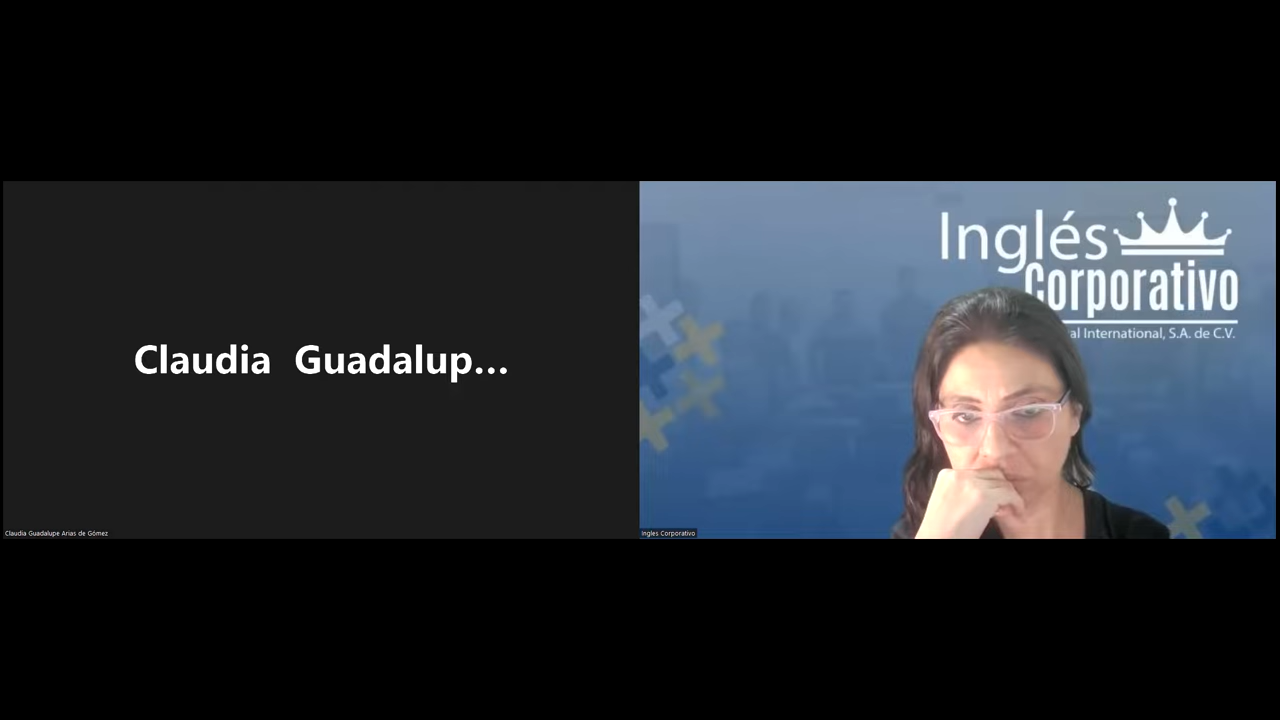 Claudia Guadalup...
Claudia Guadalupe Arias de Gómez
Inglés
Corporativo
al International, S.A. de C.V.
Ingles Corporativo